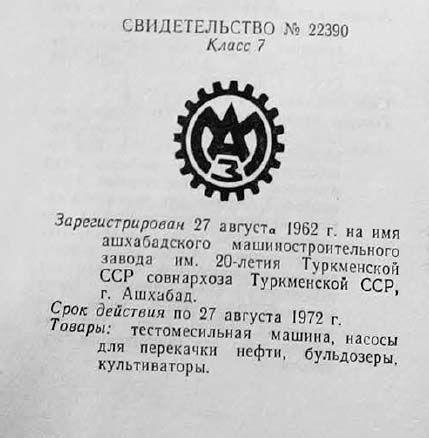 СВИДЕТЕЛЬСТВО № 22390
Класс 7
МАЗ
Зарегистрирован 27 августа 1962 г. на имя
ашхабадского машиностроительного
завода им. 20-летия Туркменской
ССР совнархоза Туркменской ССР,
г. Ашхабад.
Срок действия по 27 августа 1972 г.
Товары: тестомесильная машина, насосы
для перекачки нефти, бульдозеры,
культиваторы.